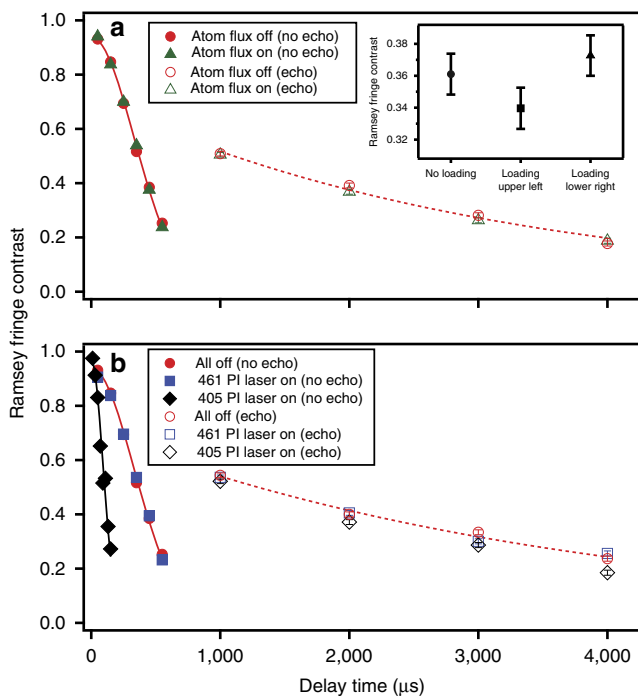 a
1.0
0.8
0.6
0.4
0.2
0.0
Atom flux off (no echo)
Atom flux on (no echo)
Atom flux off (echo)
Atom flux on (echo)
Ramsey fringe contrast
0.38
0.36
0.34
0.32
No loading
Loading
upper left
Loading
lower right
Ramsey fringe contrast
b
1.0
0.8
0.6
0.4
0.2
0.0
All off (no echo)
461 PI laser on (no echo)
405 PI laser on (no echo)
All off (echo)
461 PI laser on (echo)
405 PI laser on (echo)
0
1,000
2,000
3,000
4,000
Delay time (μs)